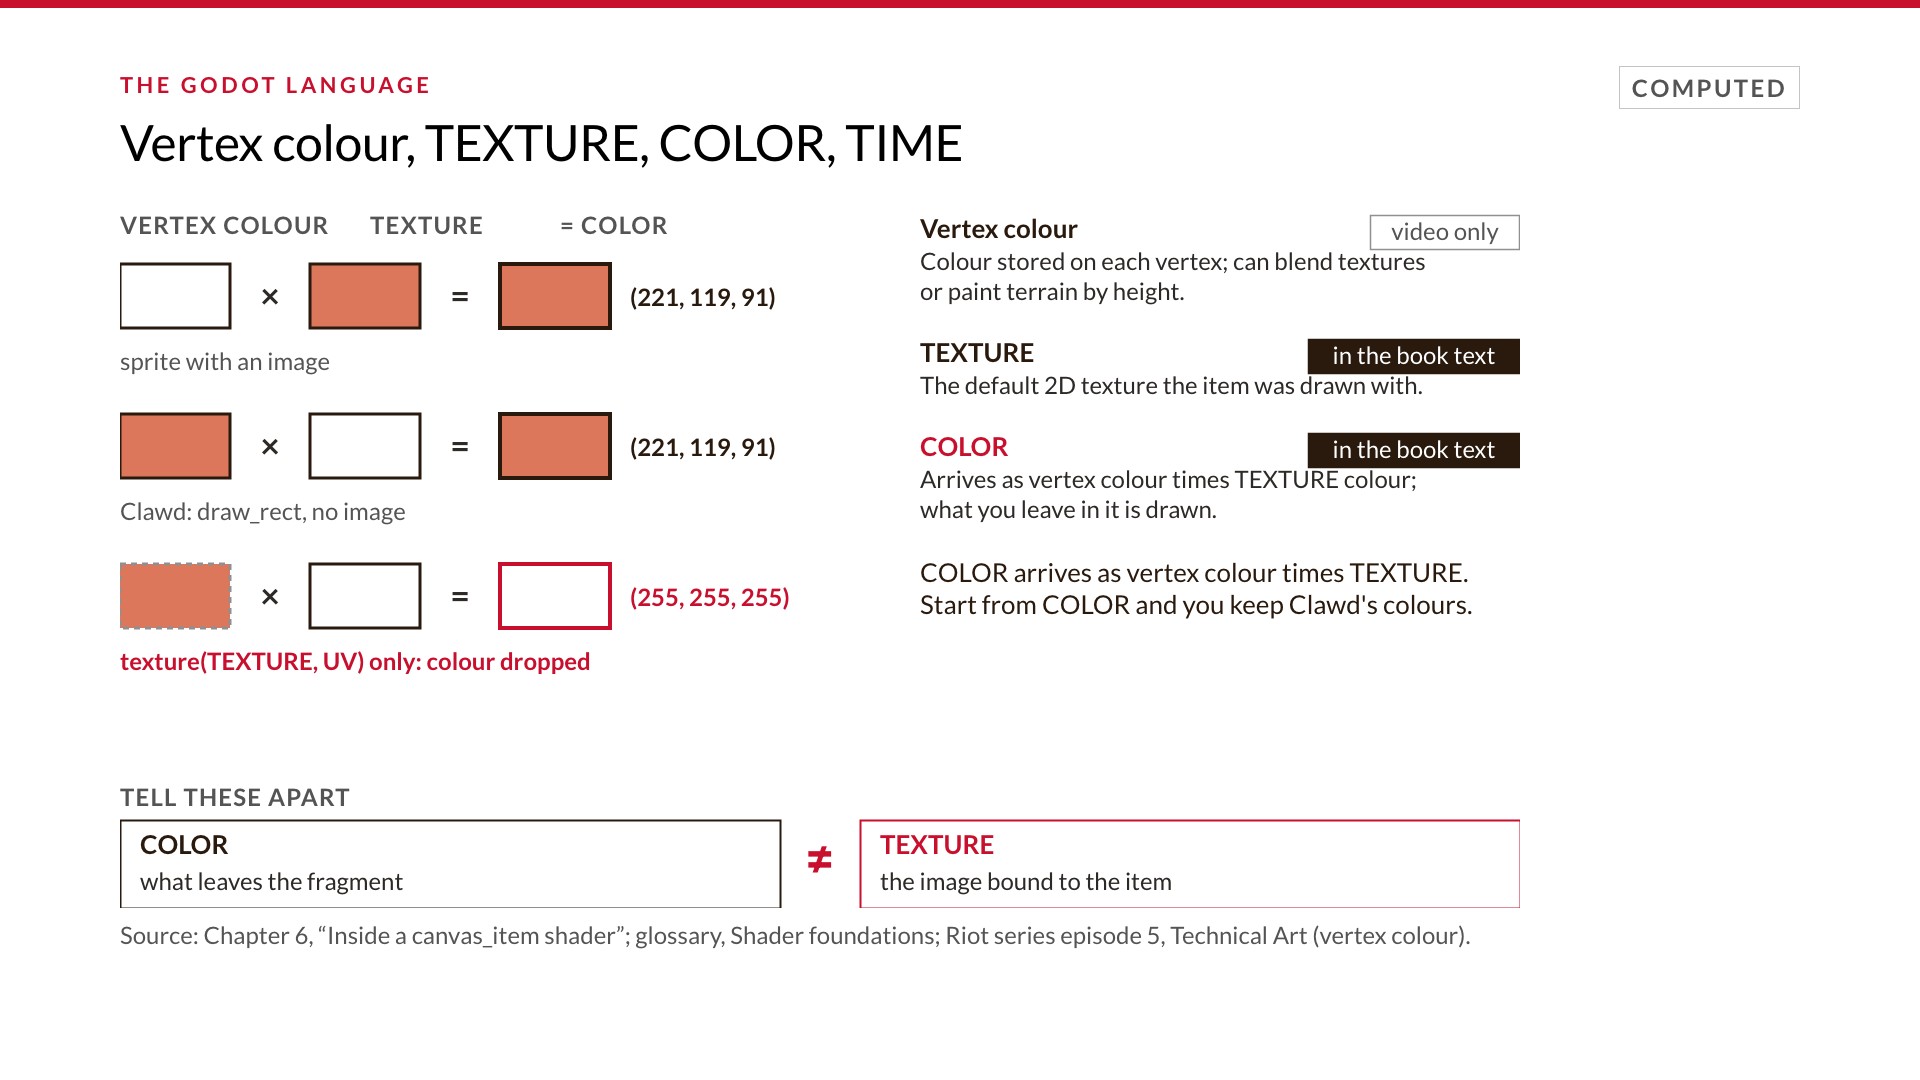 THE GODOT LANGUAGE
COMPUTED
Vertex colour, TEXTURE, COLOR, TIME
VERTEX COLOUR TEXTURE = COLOR
× = (221, 119, 91)
sprite with an image
× = (221, 119, 91)
Clawd: draw_rect, no image
× = (255, 255, 255)
texture(TEXTURE, UV) only: colour dropped
Vertex colour
video only
Colour stored on each vertex; can blend textures
or paint terrain by height.
TEXTURE
in the book text
The default 2D texture the item was drawn with.
COLOR
in the book text
Arrives as vertex colour times TEXTURE colour;
what you leave in it is drawn.
COLOR arrives as vertex colour times TEXTURE.
Start from COLOR and you keep Clawd's colours.
TELL THESE APART
COLOR
what leaves the fragment
≠
TEXTURE
the image bound to the item
Source: Chapter 6, “Inside a canvas_item shader”; glossary, Shader foundations; Riot series episode 5, Technical Art (vertex colour).